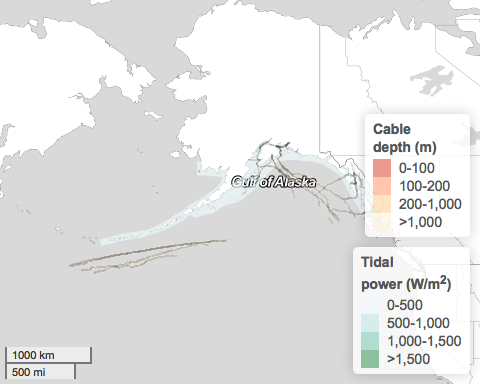 Cable
depth (m)
0-100
100-200
200-1,000
>1,000
Gulf of Alaska
Tidal
power (W/m²)
0-500
500-1,000
1,000-1,500
>1,500
1000 km
500 mi